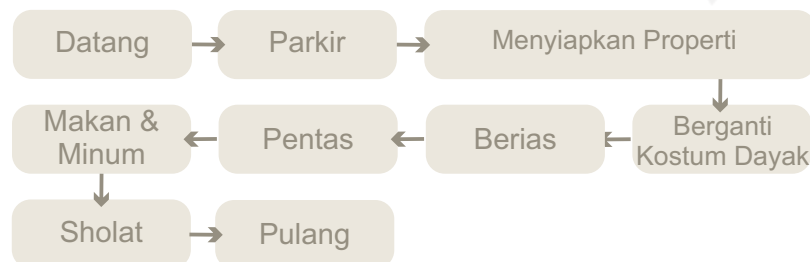 Datang
Parkir
Menyiapkan Properti
Berganti
Kostum Dayak
Berias
Pentas
Makan &
Minum
Sholat
Pulang